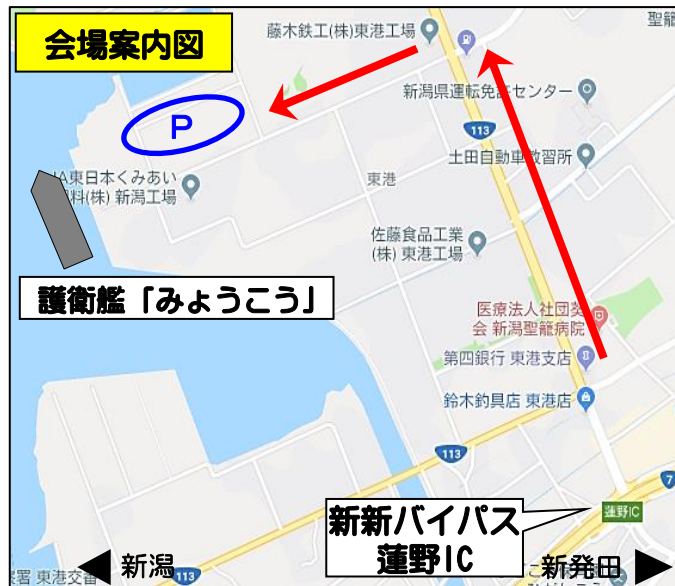 会場案内図
藤木鉄工(株)東港工場
聖籠
新潟県運転免許センター
113
土田自動車教習所
P
東港
JA東日本くみあい
飼料(株) 新潟工場
佐藤食品工業
(株) 東港工場
護衛艦「みょうこう」
医療法人社団葵
会 新潟聖籠病院
第四銀行 東港支店
鈴木釣具店 東港店
113
7
蓮野IC
新新バイパス
蓮野IC
新潟
新発田
署 東港交番
113